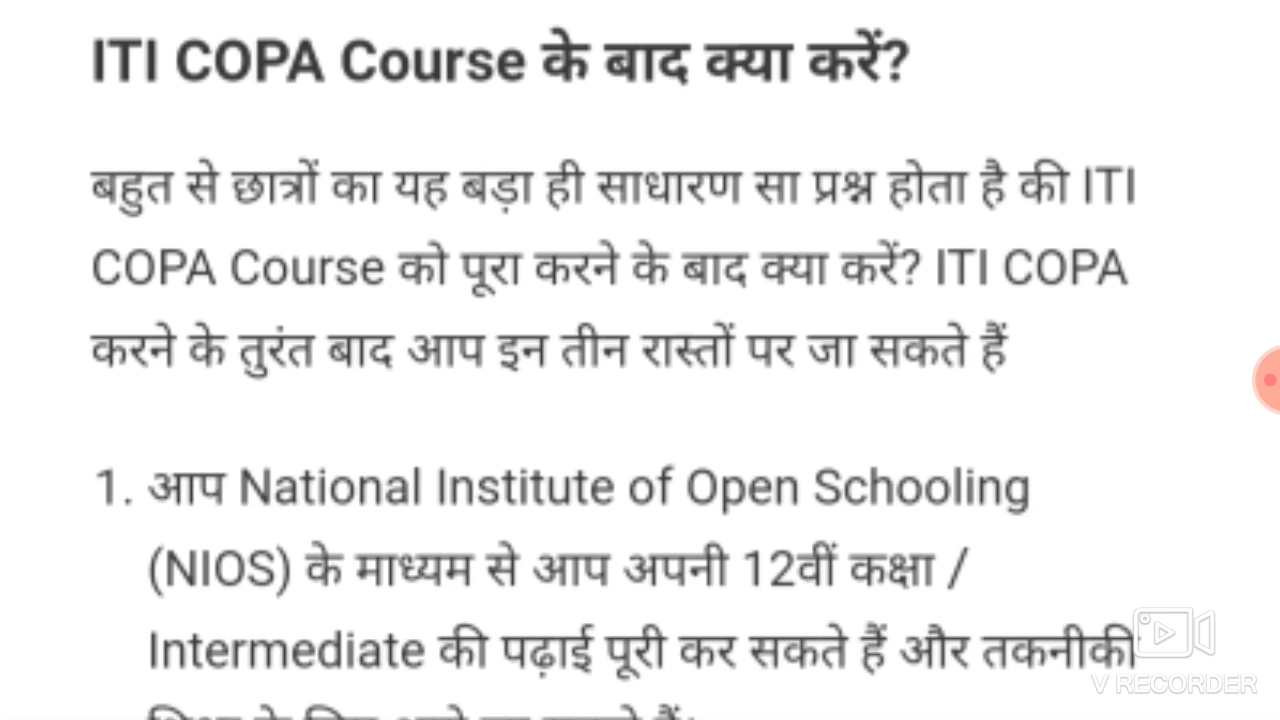 ITI COPA Course के बाद क्या करें?
बहुत से छात्रों का यह बड़ा ही साधारण सा प्रश्न होता है की ITI
COPA Course को पूरा करने के बाद क्या करें? ITI COPA
करने के तुरंत बाद आप इन तीन रास्तों पर जा सकते हैं
1. आप National Institute of Open Schooling
(NIOS) के माध्यम से आप अपनी 12वीं कक्षा /
Intermediate की पढ़ाई पूरी कर सकते हैं और तकनीकी
V RECORDER